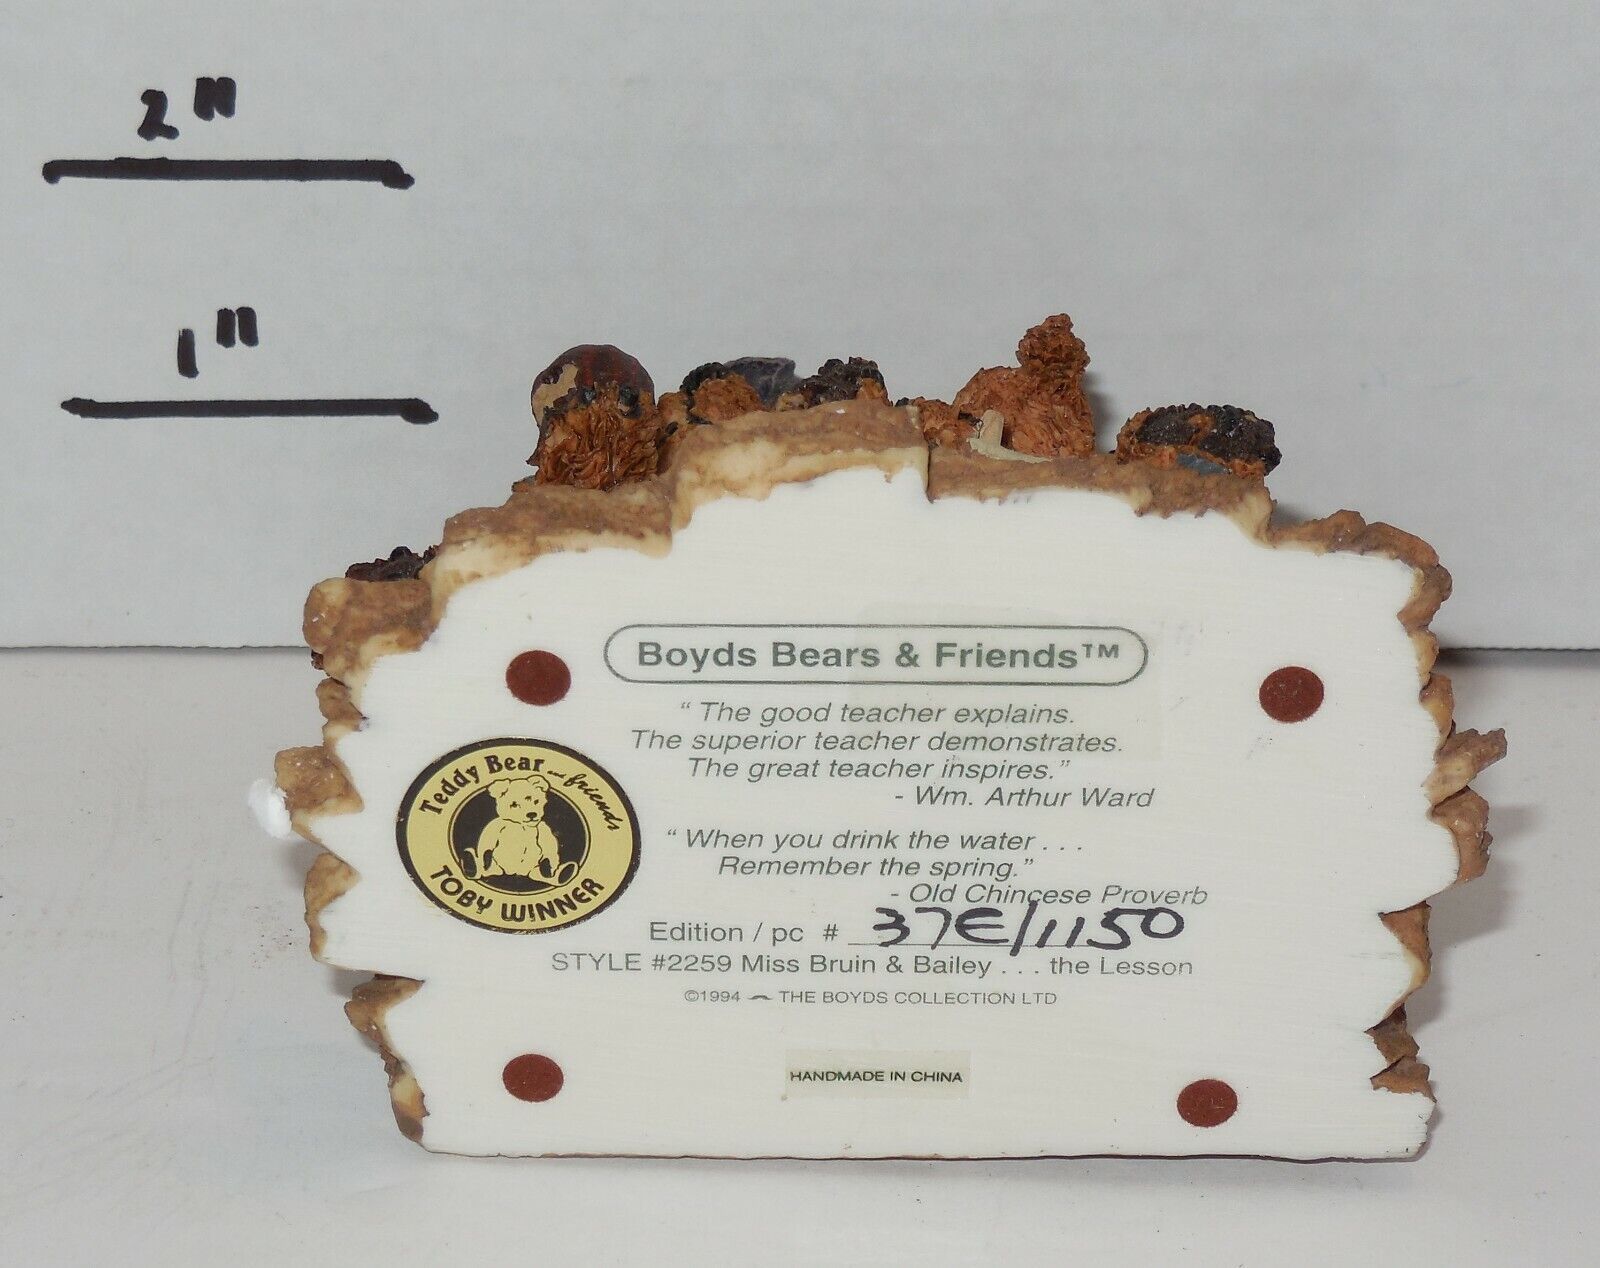 2"
1"
Boyds Bears & Friends™
" The good teacher explains.
The superior teacher demonstrates.
The great teacher inspires."
- Wm. Arthur Ward
" When you drink the water . . .
Remember the spring."
- Old Chincese Proverb
Edition / pc # 37E/1150
STYLE #2259 Miss Bruin & Bailey . . . the Lesson
©1994 THE BOYDS COLLECTION LTD
HANDMADE IN CHINA
Teddy Bear and friends
TOBY WINNER